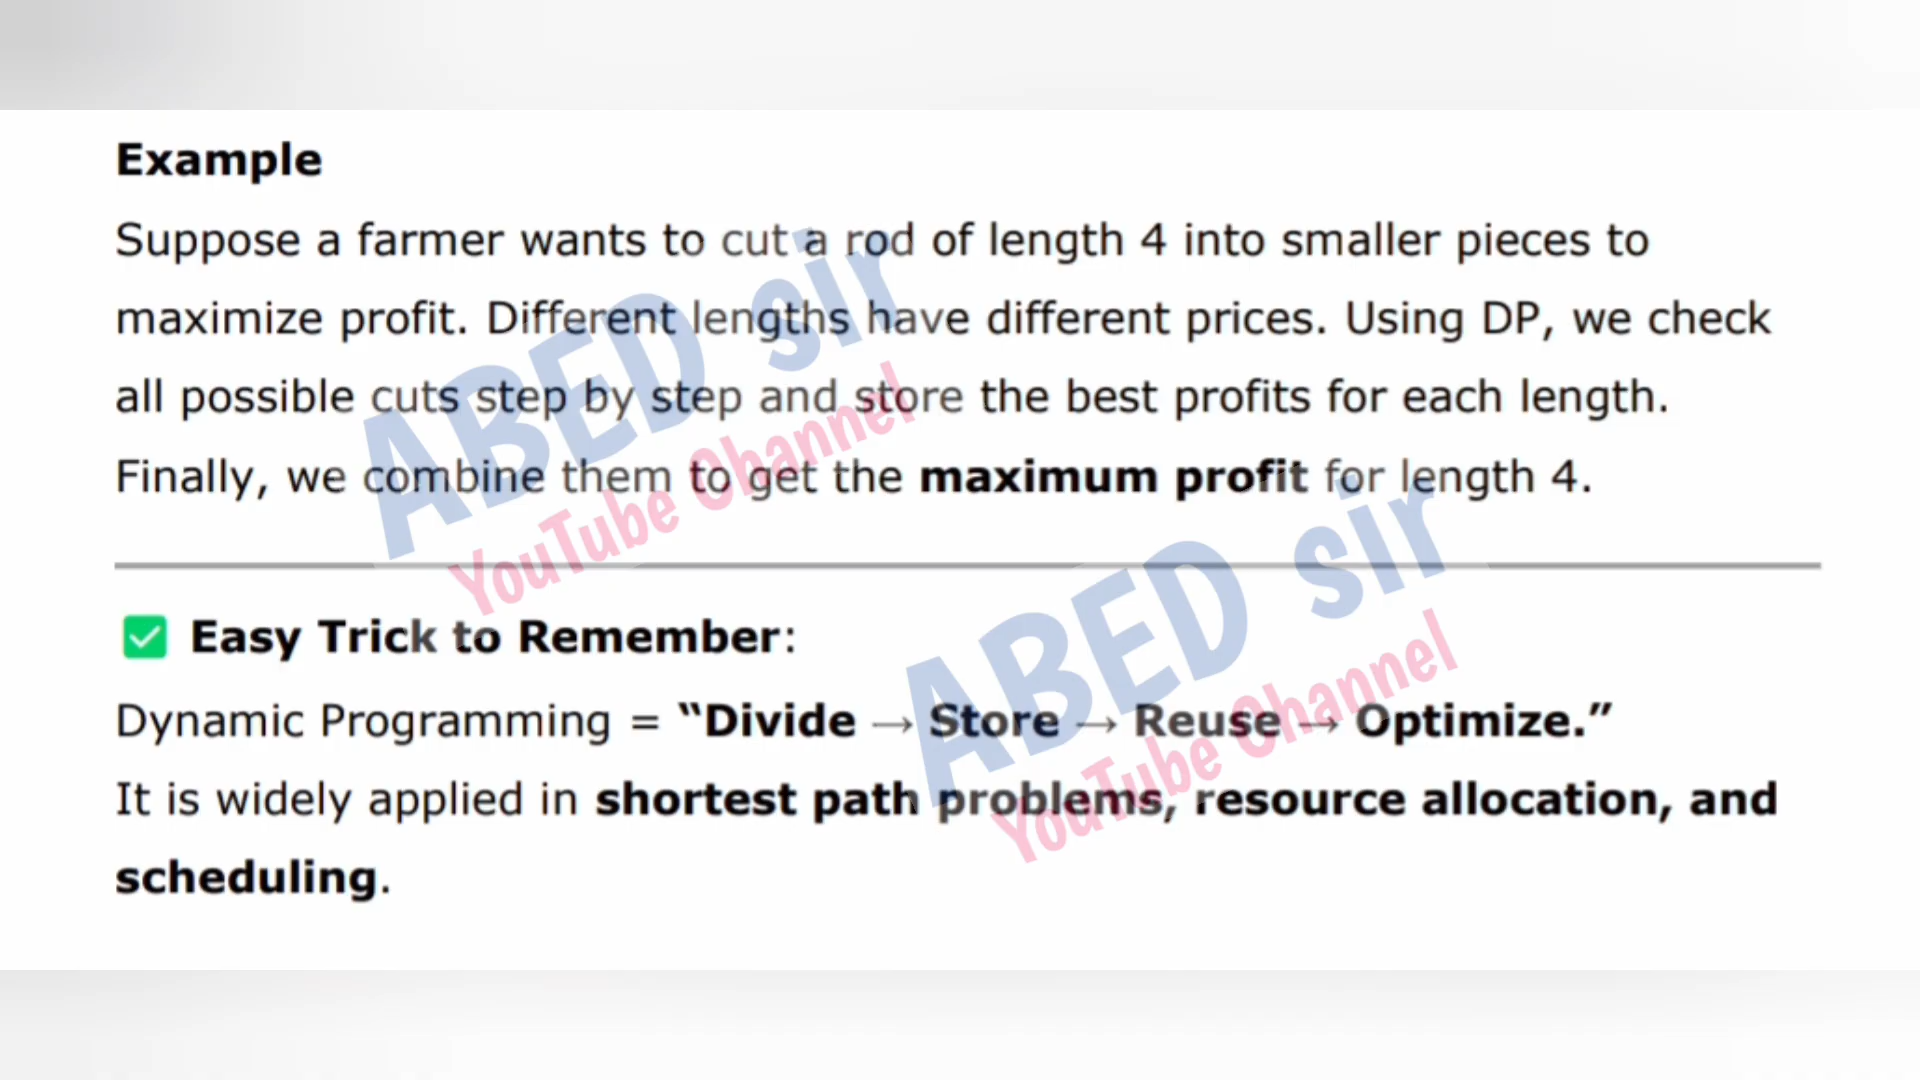 Example
Suppose a farmer wants to cut a rod of length 4 into smaller pieces to
maximize profit. Different lengths have different prices. Using DP, we check
all possible cuts step by step and store the best profits for each length.
Finally, we combine them to get the maximum profit for length 4.
ABED sir
YouTube Channel
✅ Easy Trick to Remember:
Dynamic Programming = “Divide → Store → Reuse → Optimize.”
It is widely applied in shortest path problems, resource allocation, and
scheduling.
ABED sir
YouTube Channel